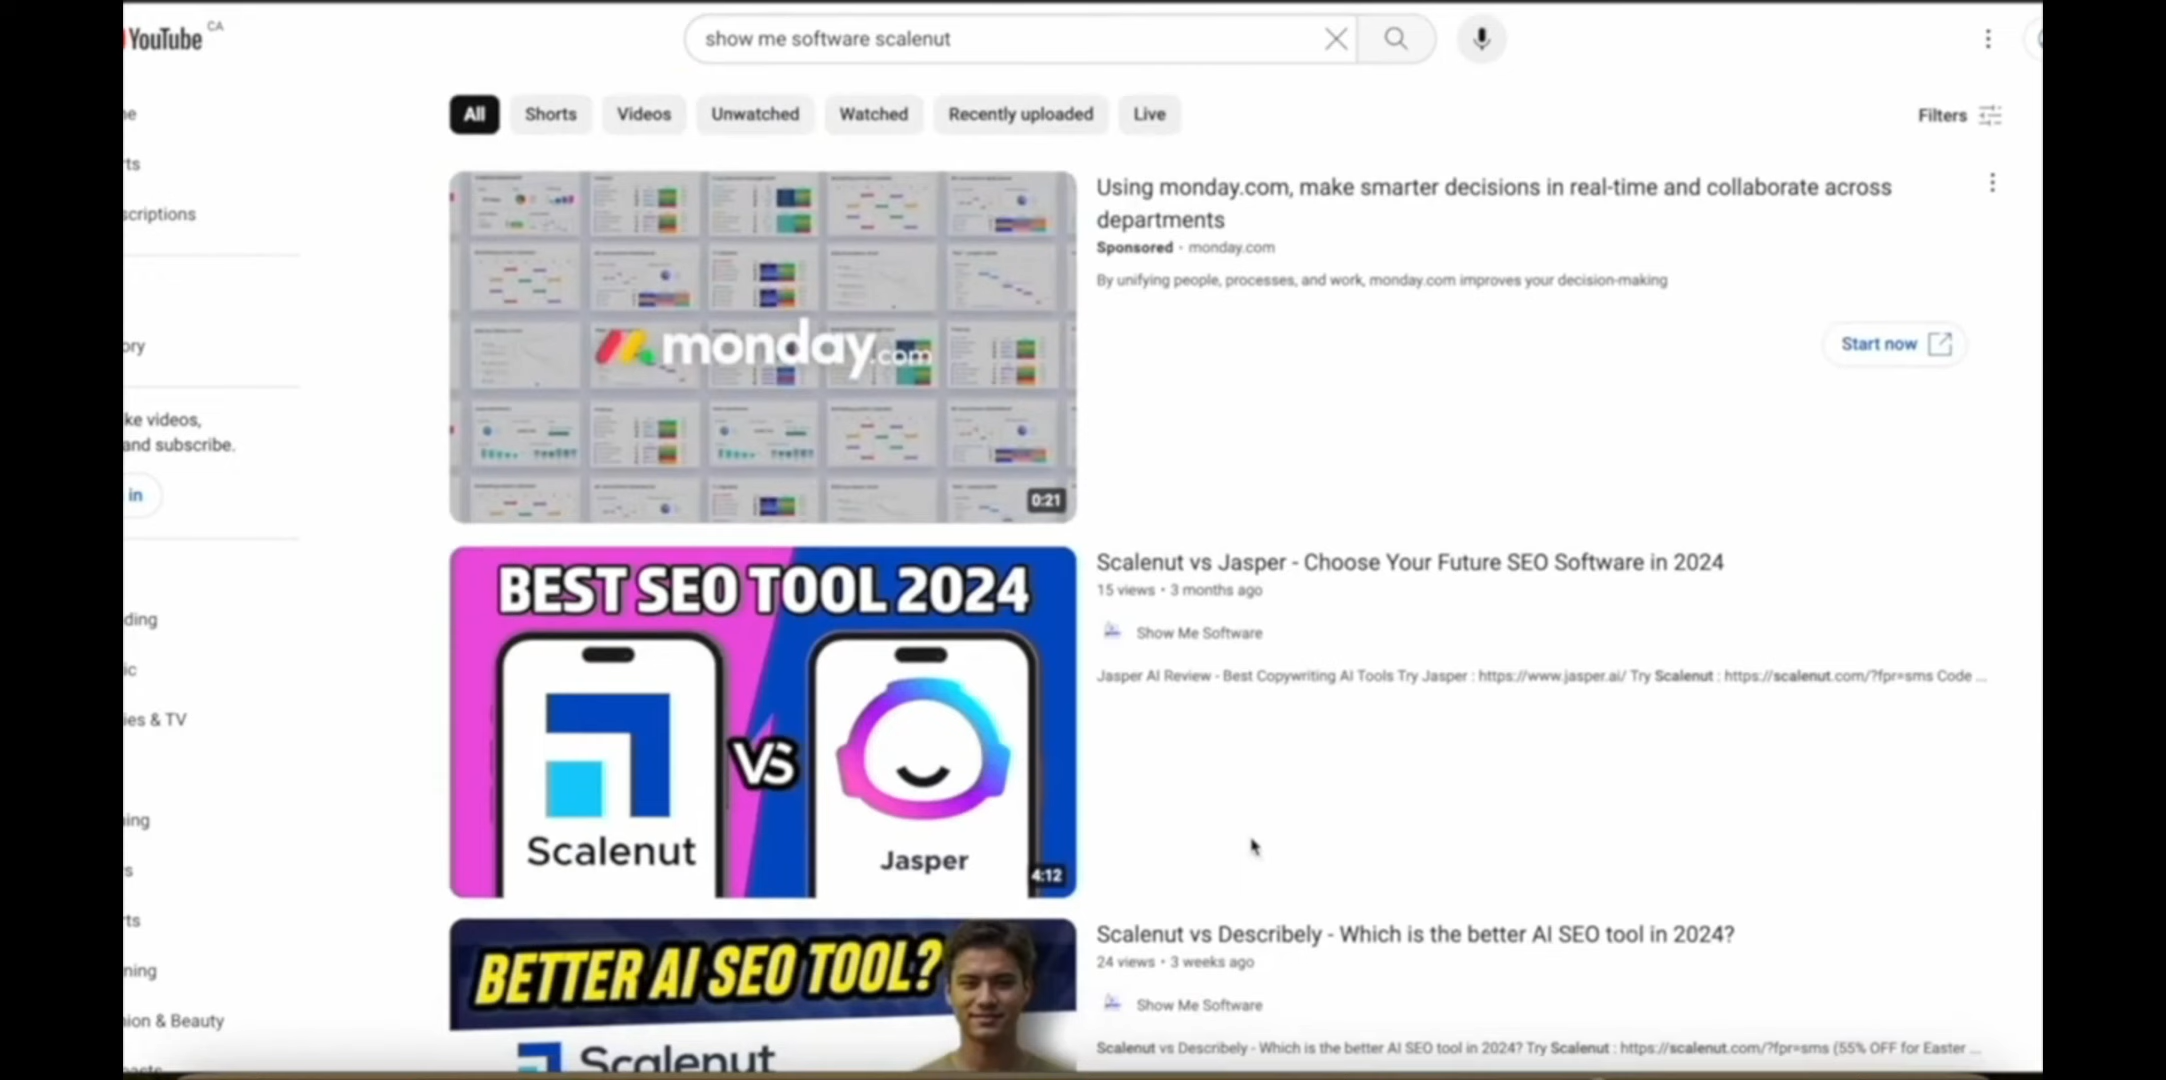 YouTube CA
show me software scalenut
All Shorts Videos Unwatched Watched Recently uploaded Live Filters
scriptions
ory
ke videos,
and subscribe.
in
ding
ic
ies & TV
ing
s
rts
ning
ion & Beauty
monday.com
0:21
Using monday.com, make smarter decisions in real-time and collaborate across
departments
Sponsored · monday.com
By unifying people, processes, and work, monday.com improves your decision-making
Start now
BEST SEO TOOL 2024
Scalenut
VS
Jasper
4:12
Scalenut vs Jasper - Choose Your Future SEO Software in 2024
15 views • 3 months ago
Show Me Software
Jasper AI Review - Best Copywriting AI Tools Try Jasper : https://www.jasper.ai/ Try Scalenut : https://scalenut.com/?fpr=sms Code ...
BETTER AI SEO TOOL?
Scalenut
Scalenut vs Describely - Which is the better AI SEO tool in 2024?
24 views • 3 weeks ago
Show Me Software
Scalenut vs Describely - Which is the better AI SEO tool in 2024? Try Scalenut : https://scalenut.com/?fpr=sms (55% OFF for Easter ...